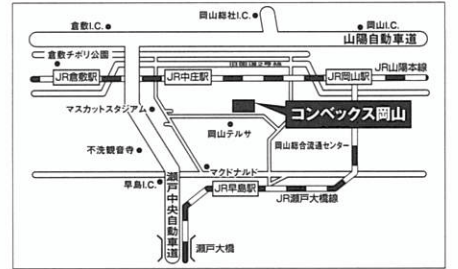 岡山総社I.C.
倉敷I.C.
岡山I.C.
山陽自動車道
倉敷チボリ公園
旧国道2号線
JR山陽本線
JR倉敷駅
JR中庄駅
JR岡山駅
マスカットスタジアム
コンベックス岡山
岡山テルサ
岡山総合流通センター
不洗観音寺
マクドナルド
早島I.C.
瀬戸中央自動車道
JR早島駅
JR瀬戸大橋線
瀬戸大橋